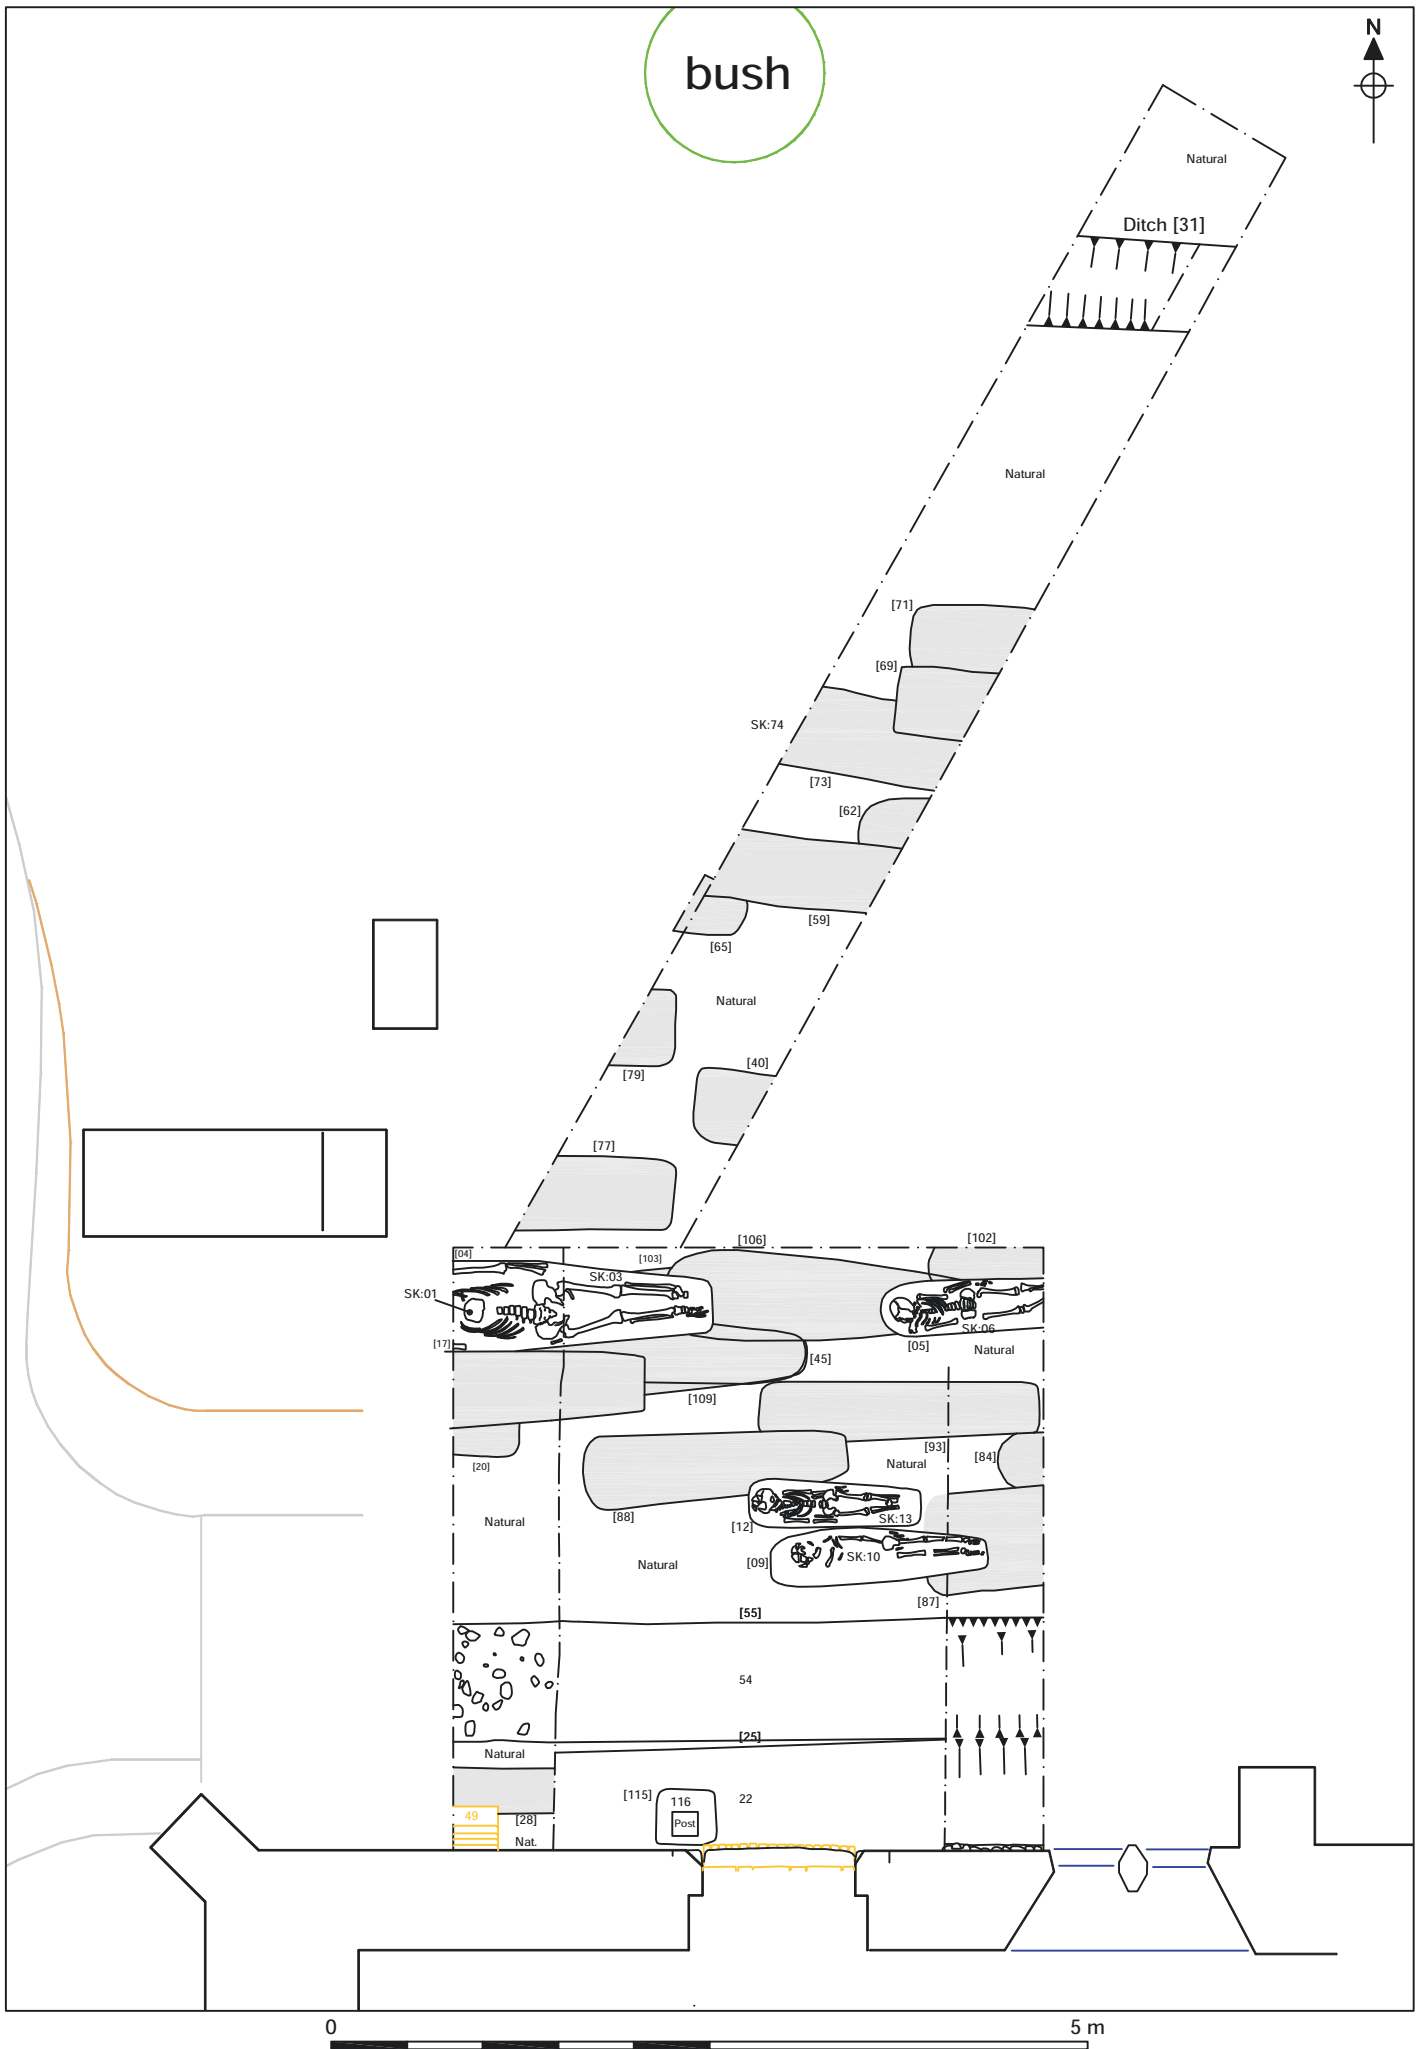 N
bush
Natural
Ditch [31]
Natural
[71]
[69]
SK:74
[73]
[62]
[59]
[65]
Natural
[79]
[40]
[77]
[106]
[102]
[04]
[103]
SK:03
SK:01
SK:06
[17]
[05]
Natural
[45]
[109]
[93]
[84]
Natural
[20]
Natural
[88]
[12]
SK:13
[09]
SK:10
Natural
[87]
[55]
54
[25]
Natural
[115]
116
22
49
[28]
Post
Nat.
0
5 m